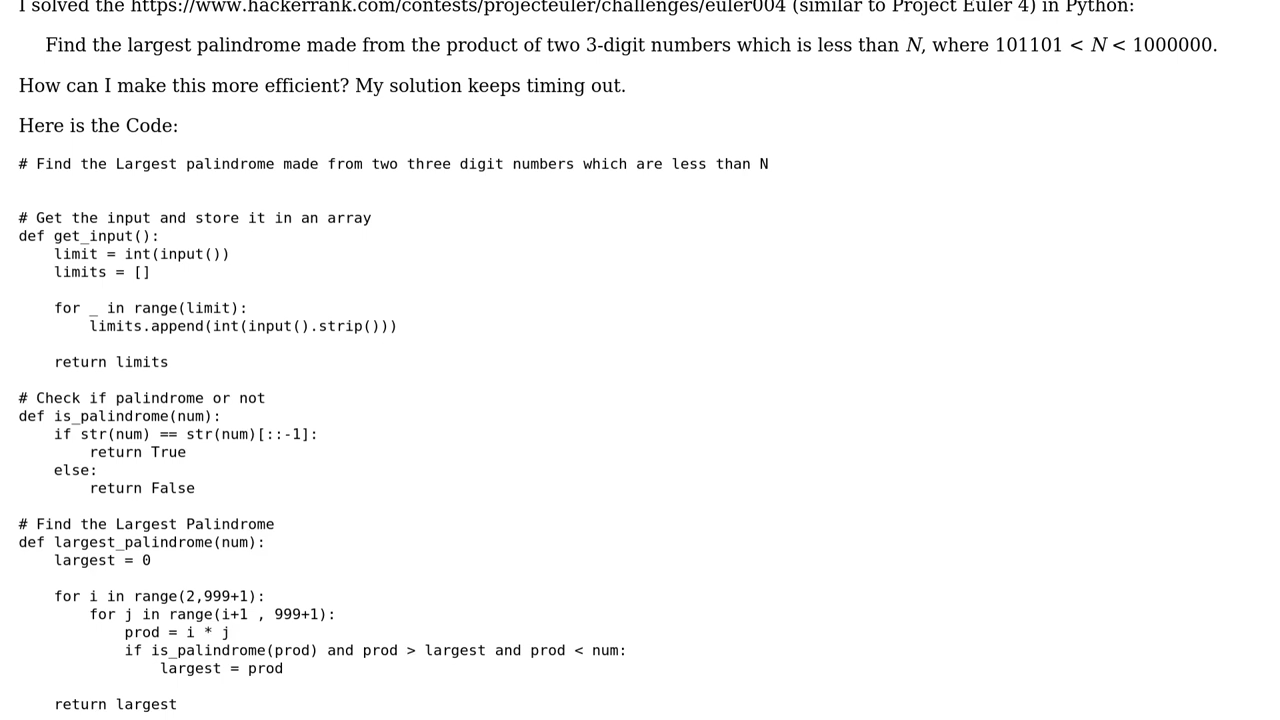 I solved the https://www.hackerrank.com/contests/projecteuler/challenges/euler004 (similar to Project Euler 4) in Python:
Find the largest palindrome made from the product of two 3-digit numbers which is less than N, where 101101 < N < 1000000.
How can I make this more efficient? My solution keeps timing out.
Here is the Code:
# Find the Largest palindrome made from two three digit numbers which are less than N
# Get the input and store it in an array
def get_input():
    limit = int(input())
    limits = []
    for _ in range(limit):
        limits.append(int(input().strip()))
    return limits
# Check if palindrome or not
def is_palindrome(num):
    if str(num) == str(num)[::-1]:
        return True
    else:
        return False
# Find the Largest Palindrome
def largest_palindrome(num):
    largest = 0
    for i in range(2,999+1):
        for j in range(i+1 , 999+1):
            prod = i * j
            if is_palindrome(prod) and prod > largest and prod < num:
                largest = prod
    return largest